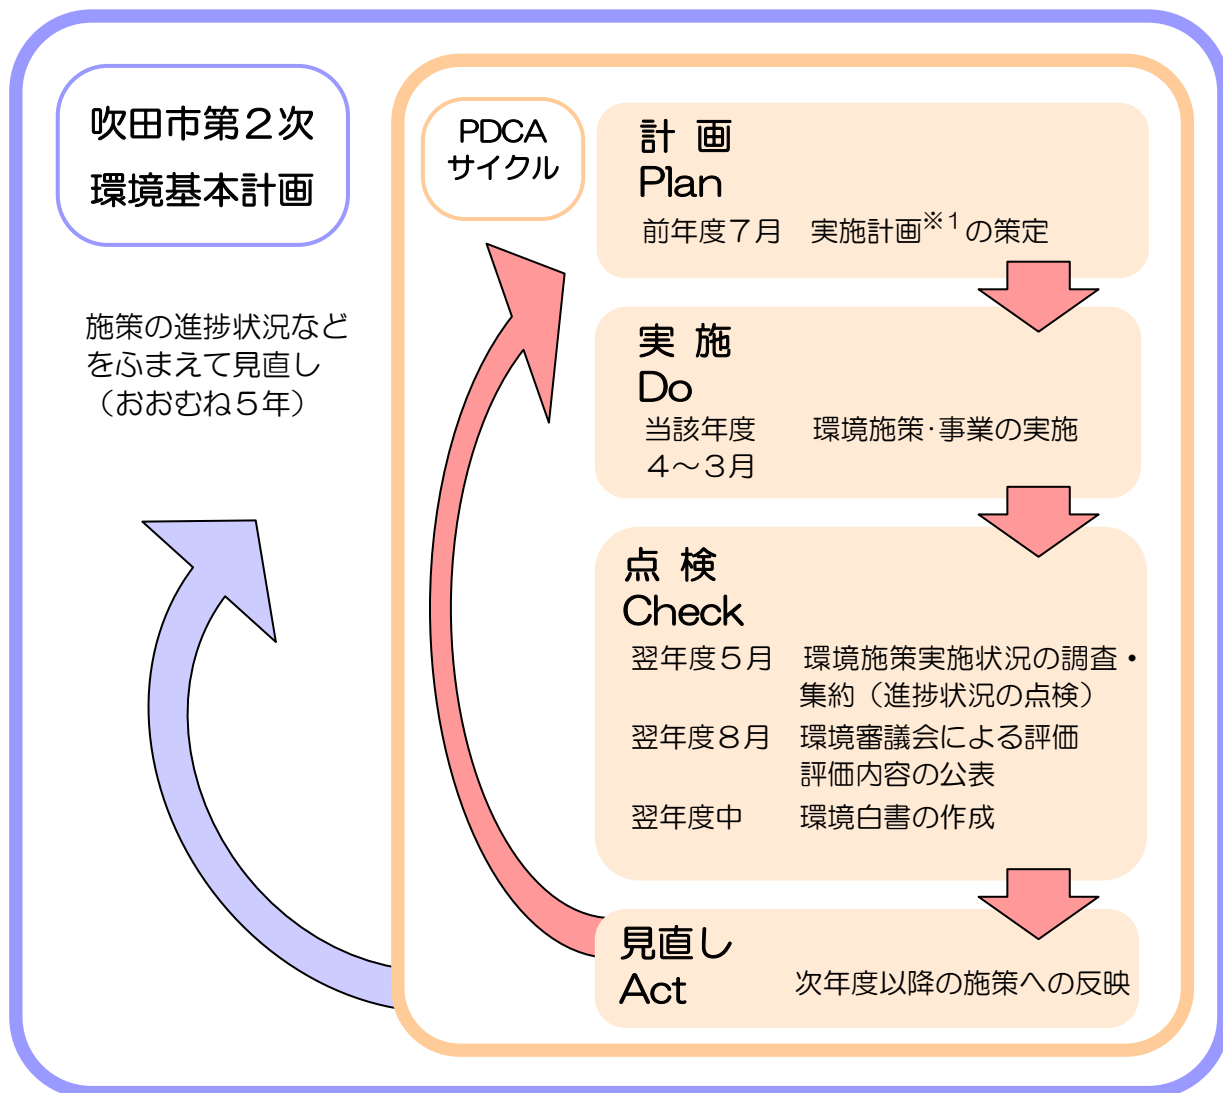 吹田市第２次
環境基本計画
施策の進捗状況など
をふまえて見直し
（おおむね５年）
PDCA
サイクル
計 画
Plan
前年度７月　実施計画※１の策定
実 施
Do
当該年度　　環境施策・事業の実施
４～３月
点 検
Check
翌年度５月　環境施策実施状況の調査・
集約（進捗状況の点検）
翌年度８月　環境審議会による評価
評価内容の公表
翌年度中　　環境白書の作成
見直し
Act
次年度以降の施策への反映